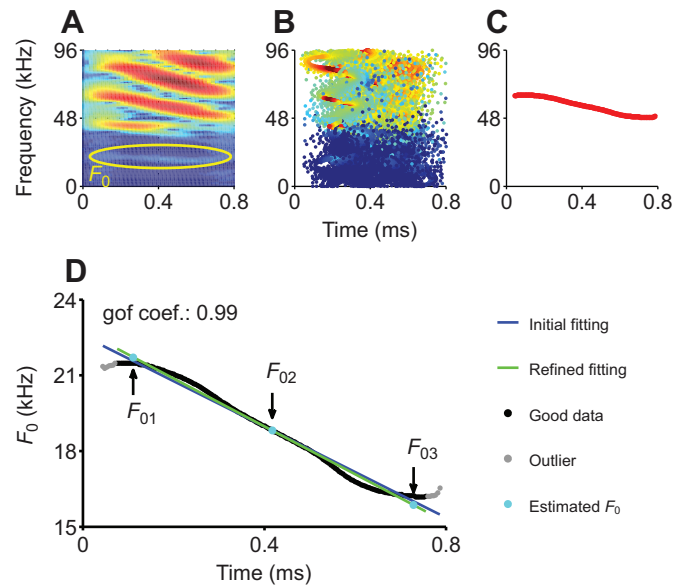 A
B
C
96
48
0
Frequency (kHz)
F0
0
0.4
0.8
96
48
0
0
0.4
0.8
96
48
0
0
0.4
0.8
Time (ms)
D
24
21
18
15
F0 (kHz)
gof coef.: 0.99
F01
F02
F03
0
0.4
0.8
Time (ms)
Initial fitting
Refined fitting
Good data
Outlier
Estimated F0